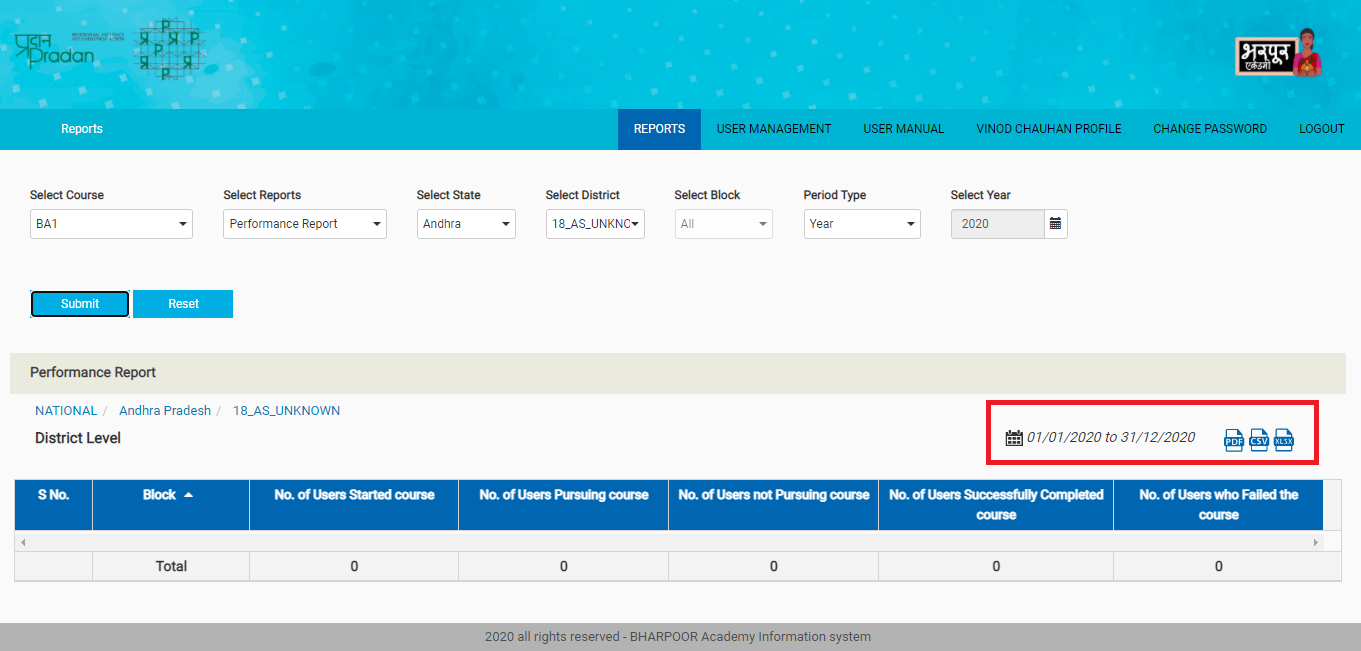 प्रदान
Pradan
PROFESSIONAL ASSISTANCE
FOR DEVELOPMENT ACTION
P
P
P
P
भरपूर
एकेडमी
Reports
REPORTS
USER MANAGEMENT
USER MANUAL
VINOD CHAUHAN PROFILE
CHANGE PASSWORD
LOGOUT
Select Course
Select Reports
Select State
Select District
Select Block
Period Type
Select Year
BA1
Performance Report
Andhra
18_AS_UNKNC
All
Year
2020
Submit
Reset
Performance Report
NATIONAL / Andhra Pradesh / 18_AS_UNKNOWN
District Level
01/01/2020 to 31/12/2020
PDF CSV XLSX
S No.
Block
No. of Users Started course
No. of Users Pursuing course
No. of Users not Pursuing course
No. of Users Successfully Completed
course
No. of Users who Failed the
course
Total 0 0 0 0 0
2020 all rights reserved - BHARPOOR Academy Information system